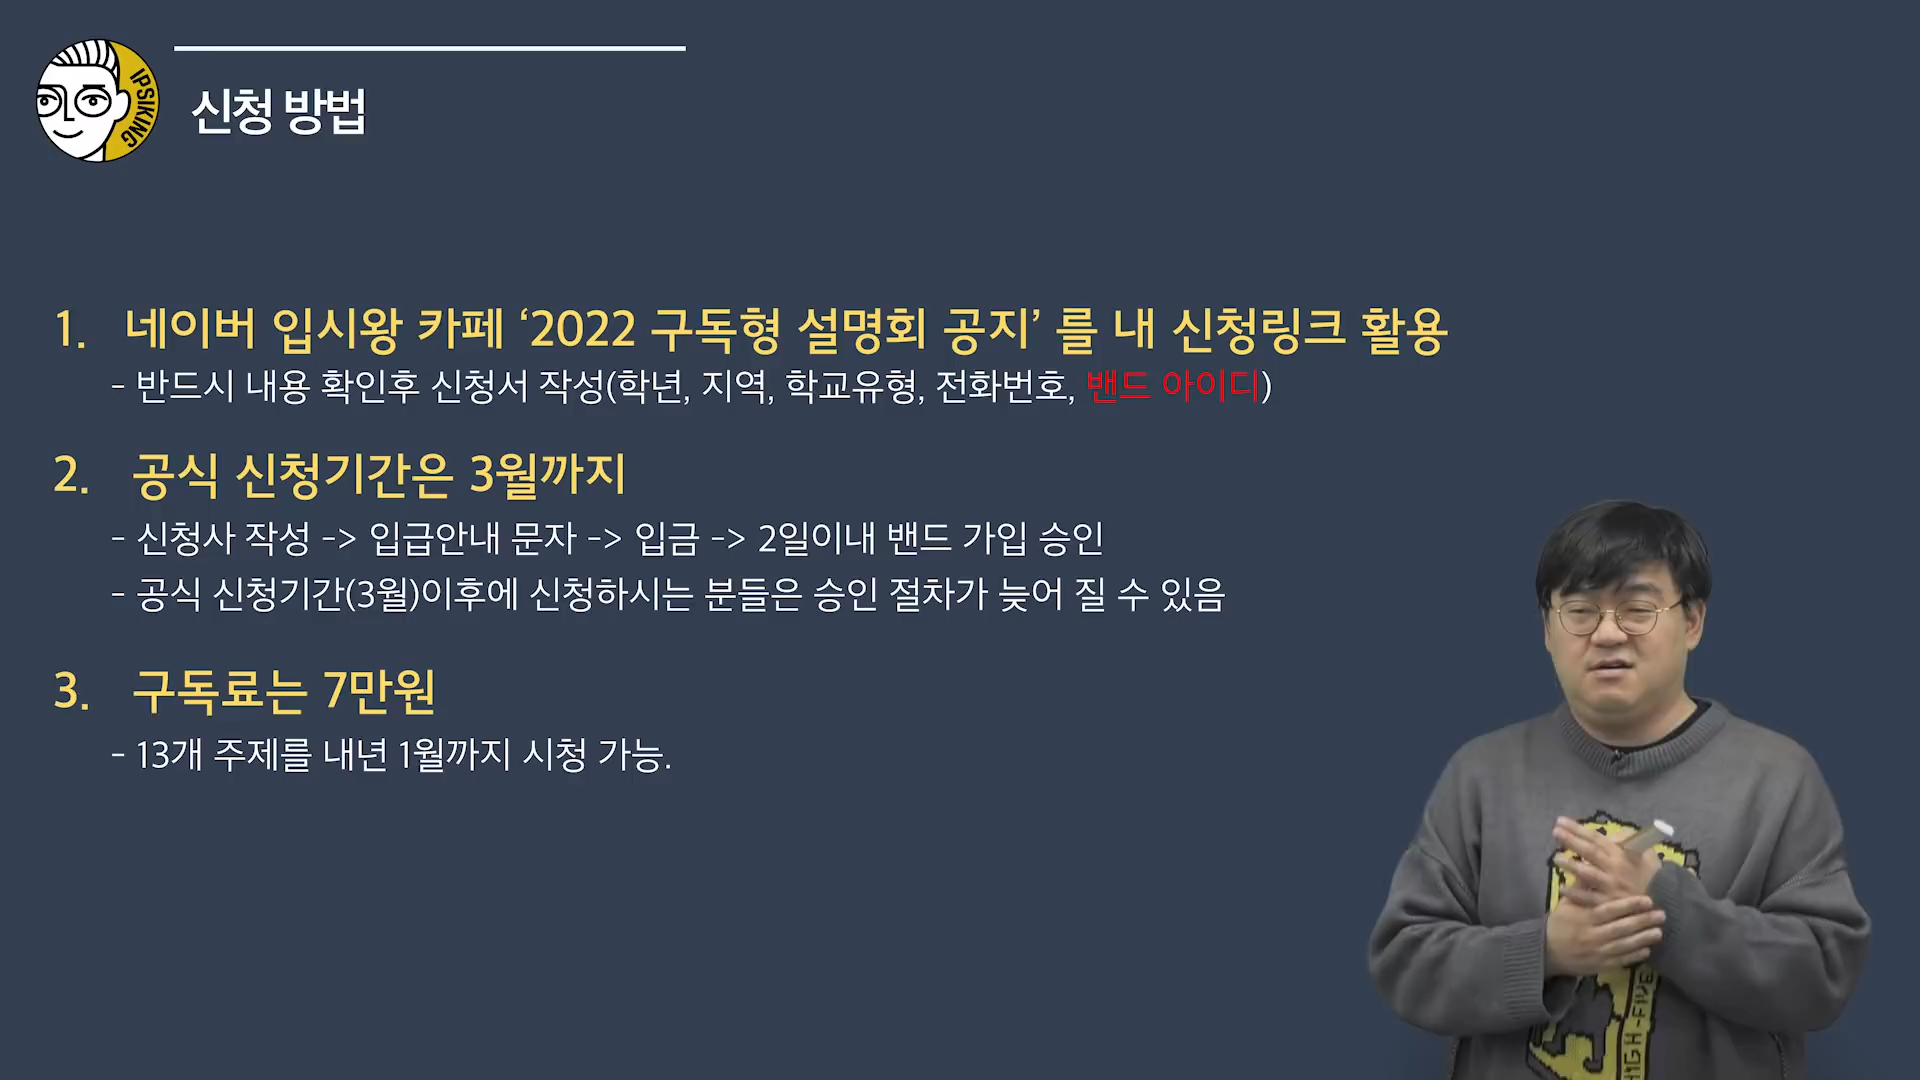 IPSIKING
신청 방법
1. 네이버 입시왕 카페 ‘2022 구독형 설명회 공지’ 를 내 신청링크 활용
- 반드시 내용 확인후 신청서 작성(학년, 지역, 학교유형, 전화번호, 밴드 아이디)
2. 공식 신청기간은 3월까지
- 신청사 작성 -> 입급안내 문자 -> 입금 -> 2일이내 밴드 가입 승인
- 공식 신청기간(3월)이후에 신청하시는 분들은 승인 절차가 늦어 질 수 있음
3. 구독료는 7만원
- 13개 주제를 내년 1월까지 시청 가능.
HIGH-FIVE